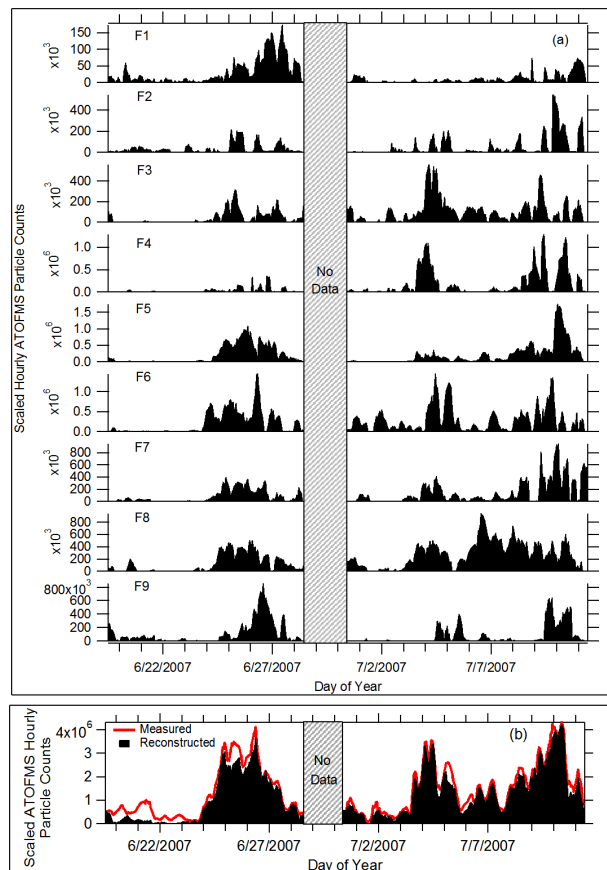 Scaled Hourly ATOFMS Particle Counts
(a)
F1
x10³
150
100
50
0
F2
x10³
400
200
0
F3
x10³
400
200
0
F4
x10⁶
1.0
0.5
0.0
No
Data
F5
x10⁶
1.5
1.0
0.5
0.0
F6
x10⁶
1.0
0.5
0.0
F7
x10³
800
600
400
200
0
F8
x10³
800
600
400
200
0
F9
800x10³
600
400
200
0
6/22/2007 6/27/2007 7/2/2007 7/7/2007
Day of Year
Scaled ATOFMS Hourly
Particle Counts
4x10⁶
3
2
1
0
Measured
Reconstructed
(b)
No
Data
6/22/2007 6/27/2007 7/2/2007 7/7/2007
Day of Year